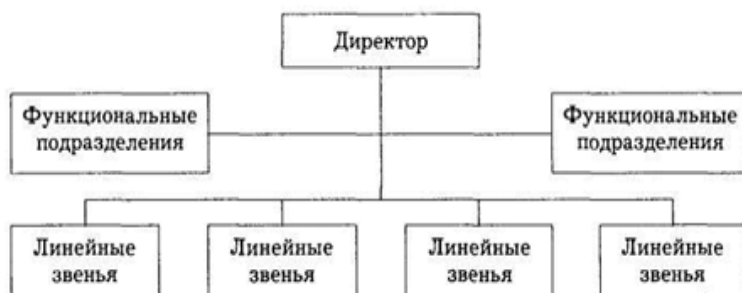 Директор
Функциональные
подразделения
Функциональные
подразделения
Линейные
звенья
Линейные
звенья
Линейные
звенья
Линейные
звенья